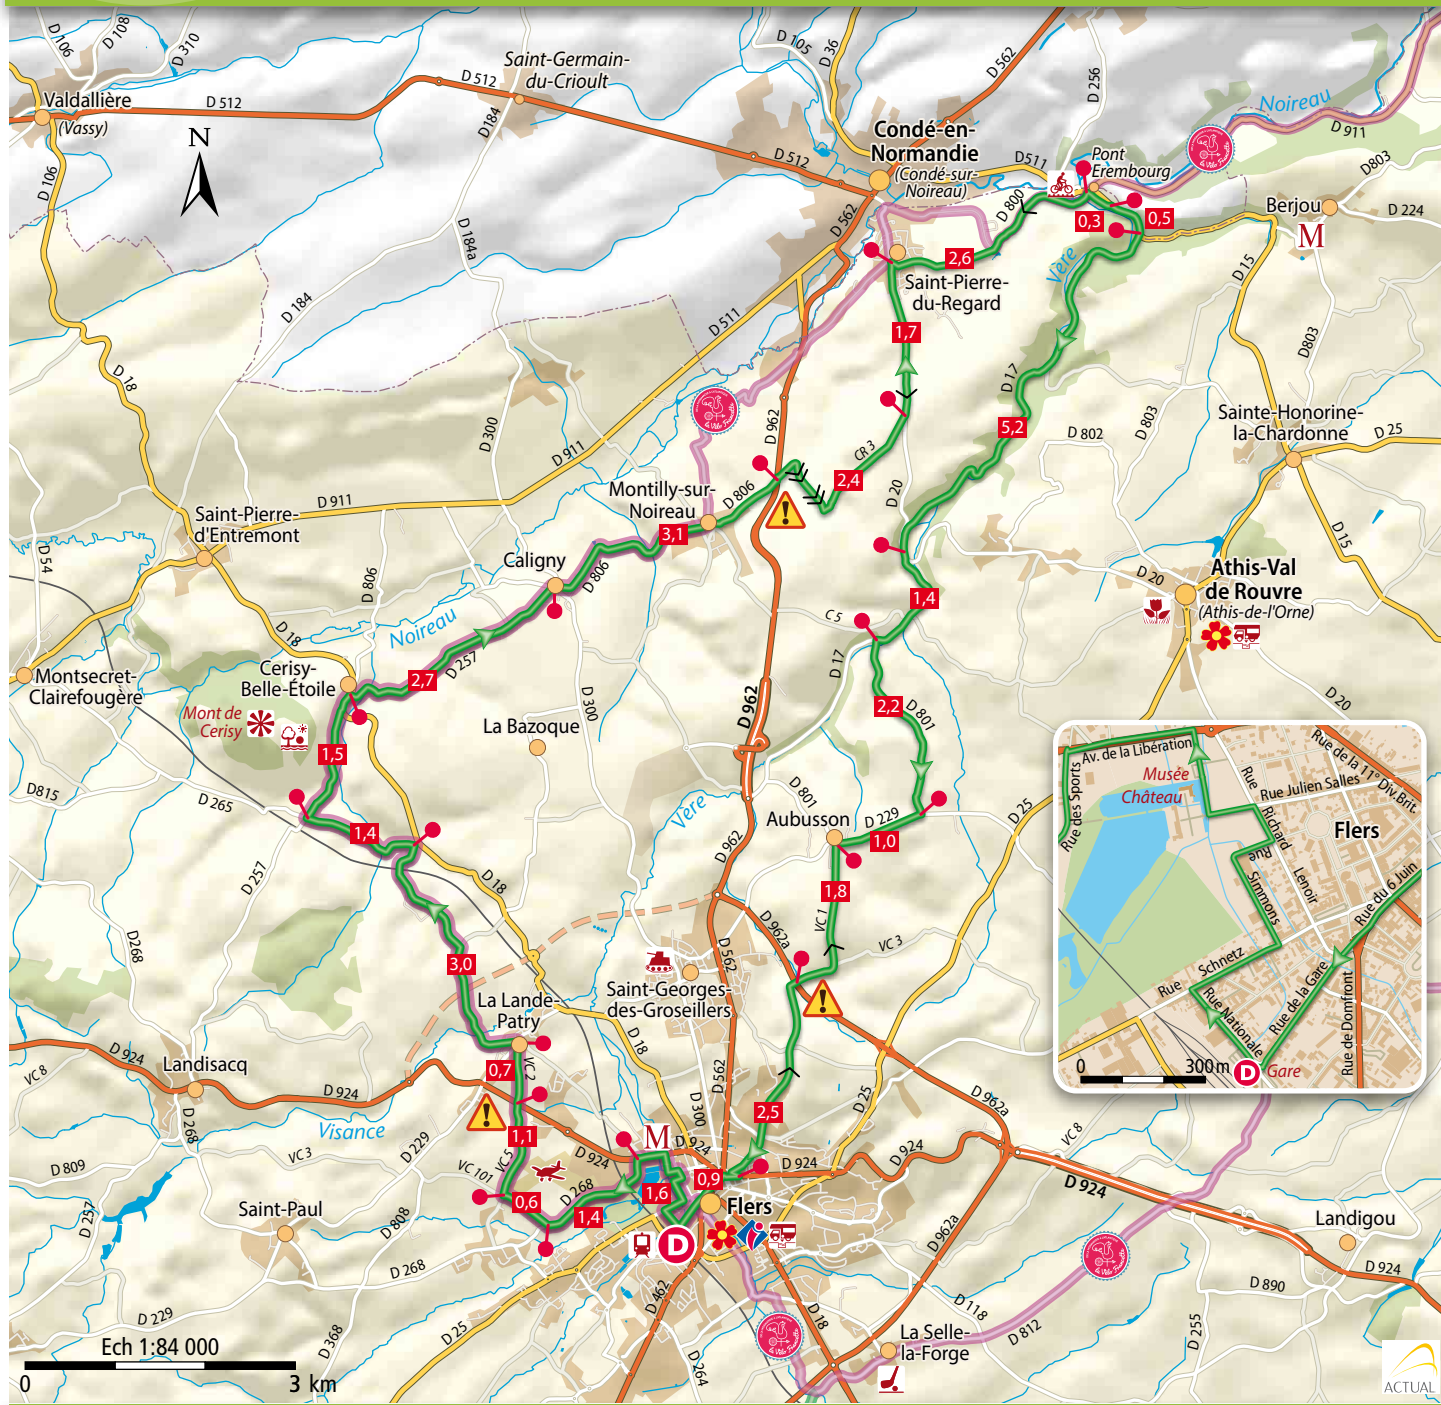 D 106
D 108
D 310
Valdallière
(Vassy)
D 512
Saint-Germain-
du-Crioult
D 512
D184
D 105
D 36
D 562
D 256
Noireau
D 911
N
D 106
D 512
Condé-en-
Normandie
(Condé-sur-
Noireau)
D511
Pont
Erembourg
D803
Berjou
D 224
M
D 800
0,3
0,5
D 562
D 184a
D 184
2,6
Vère
D 15
Saint-Pierre-
du-Regard
D 511
1,7
D803
D 18
D 17
D 300
D 962
la Vélo Francette
Sainte-Honorine-
la-Chardonne
D 25
D 803
D 802
5,2
D 911
CR 3
2,4
D 911
Montilly-sur-
Noireau
D 806
D 20
Saint-Pierre-
d'Entremont
3,1
D 15
D 54
Caligny
D 806
D 806
D 20
Athis-Val
de Rouvre
(Athis-de-l'Orne)
1,4
C 5
Noireau
D 18
D 17
Cerisy-
Belle-Étoile
D 257
2,7
Montsecret-
Clairefougère
Mont de
Cerisy
D 300
D 962
2,2
D 801
D 20
La Bazoque
1,5
D815
D 265
D 801
Vère
Aubusson
D 229
1,0
D 25
1,4
D 962
D 257
D 18
1,8
VC 1
D 962a
VC 3
D268
D 562
3,0
Saint-Georges-
des-Groseillers
La Lande-
Patry
D 18
D 924
VC 8
Landisacq
0,7
VC 2
D 562
D 924
D 300
2,5
D 25
D 962a
VC 8
Visance
D 268
1,1
VC 5
D 229
VC 3
D 809
VC 101
D 924
M
D 924
D 924
D 924
D 924
0,6
D 268
1,4
1,6
0,9
Flers
D
D 257
Saint-Paul
D 808
D 268
D 962a
Landigou
D 924
D 890
D 229
D 368
D 25
D 462
D 264
D 18
la Vélo Francette
D 118
D 812
D 255
La Selle-
la-Forge
Ech 1:84 000
0
3 km
Av. de la Libération
Rue des Sports
Musée
Château
Rue
Richard
Lenoir
Rue Julien Salles
Rue de la 11° Div.Brit.
Flers
Rue
Simmons
Rue du 6 Juin
Rue
Schnetz
Rue Nationale
Rue de la Gare
Rue de Domfront
0
300 m
D
Gare
ACTUAL